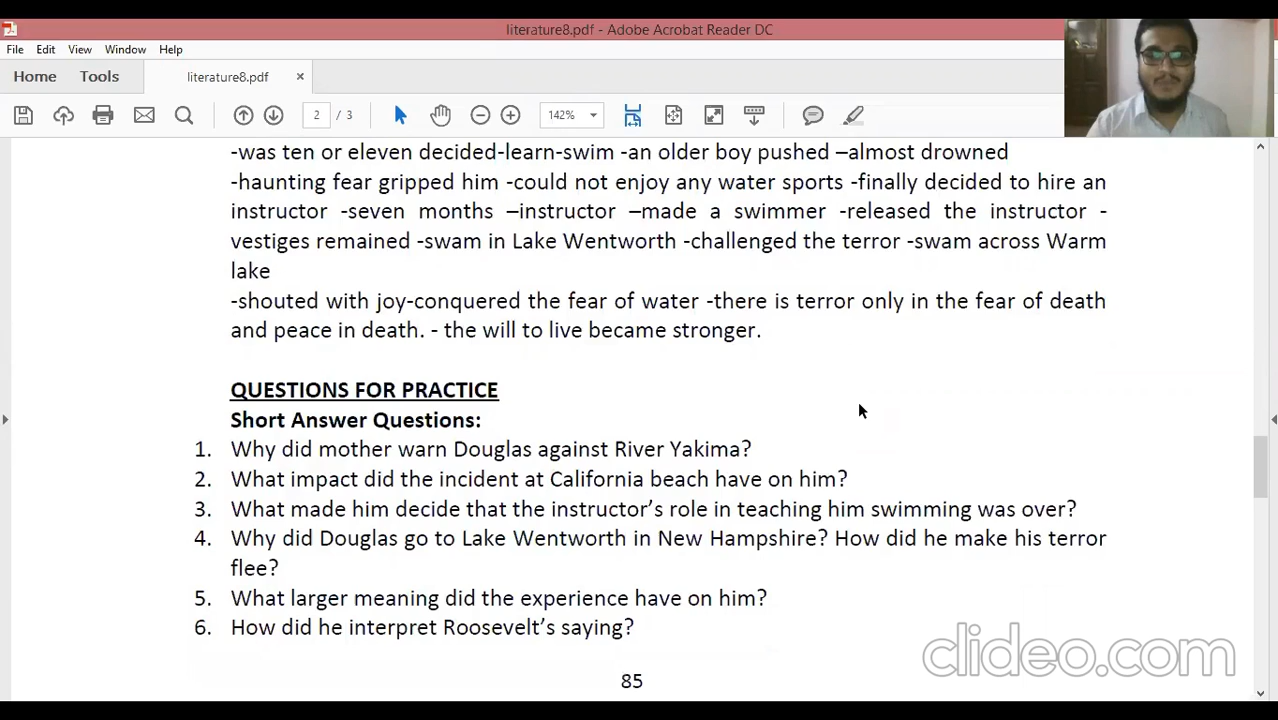 literature8.pdf - Adobe Acrobat Reader DC
File Edit View Window Help
Home Tools literature8.pdf ×
2 / 3 142%
-was ten or eleven decided-learn-swim -an older boy pushed –almost drowned
-haunting fear gripped him -could not enjoy any water sports -finally decided to hire an
instructor -seven months –instructor –made a swimmer -released the instructor -
vestiges remained -swam in Lake Wentworth -challenged the terror -swam across Warm
lake
-shouted with joy-conquered the fear of water -there is terror only in the fear of death
and peace in death. - the will to live became stronger.
QUESTIONS FOR PRACTICE
Short Answer Questions:
1. Why did mother warn Douglas against River Yakima?
2. What impact did the incident at California beach have on him?
3. What made him decide that the instructor’s role in teaching him swimming was over?
4. Why did Douglas go to Lake Wentworth in New Hampshire? How did he make his terror
flee?
5. What larger meaning did the experience have on him?
6. How did he interpret Roosevelt’s saying?
clideo.com
85